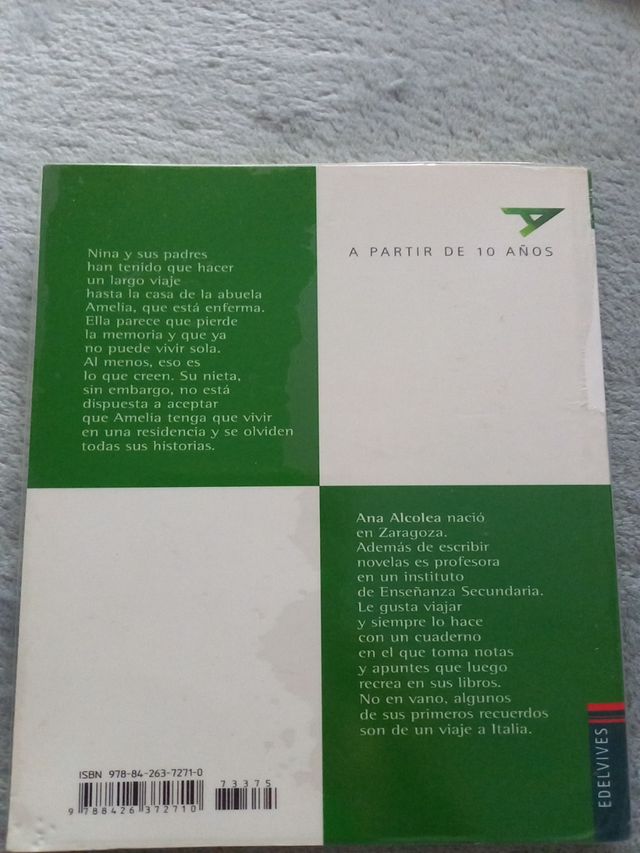 A PARTIR DE 10 AÑOS
Nina y sus padres
han tenido que hacer
un largo viaje
hasta la casa de la abuela
Amelia, que está enferma.
Ella parece que pierde
la memoria y que ya
no puede vivir sola.
Al menos, eso es
lo que creen. Su nieta,
sin embargo, no está
dispuesta a aceptar
que Amelia tenga que vivir
en una residencia y se olviden
todas sus historias.
Ana Alcolea nació
en Zaragoza.
Además de escribir
novelas es profesora
en un instituto
de Enseñanza Secundaria.
Le gusta viajar
y siempre lo hace
con un cuaderno
en el que toma notas
y apuntes que luego
recrea en sus libros.
No en vano, algunos
de sus primeros recuerdos
son de un viaje a Italia.
ISBN 978-84-263-7271-0
73375
9 788426 372710
EDELVIVES